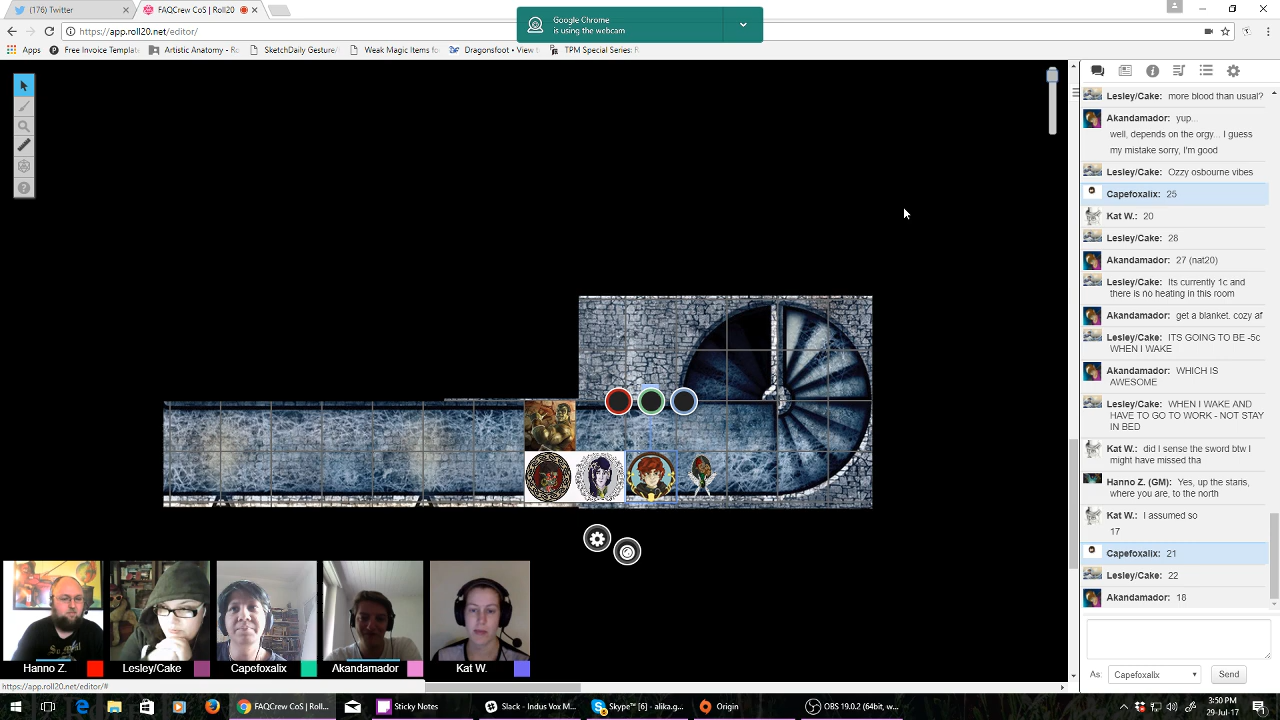 (176) Twitter
FAQCrew CoS | Roll20
https://app.roll20.net/editor/
Google Chrome
is using the webcam
Apps
Free Invoice Template
Artistic Anatomy - Ro
SketchDaily Gesture/
Weak Magic Items for
Dragonsfoot • View t
TPM Special Series R
Lesley/Cake: more blood than usual?
Akandamador: yup...
well, depends on the orgy... I guess
my mistake sorry, I'm good
Lesley/Cake: Ozzy osbourne vibes
Capefoxalix: 25
Kat W.: 20
Lesley/Cake: 28
Akandamador: 27 (nat20)
Lesley/Cake: Its currently 1c and
there is no heating in this room
Akandamador: get a blanket. cozy af
Lesley/Cake: ITS GOING TO BE -5c
WHEN I WAKE
Akandamador: WHICH IS
AWESOME
Lesley/Cake: WHEN I WAKE AND
HAVE TO GO TO WORK - NOT STAY
IN BED
Kat W.: did I sense the sword btw I
might have missed tha
Hanno Z. (GM): Yes, up the stairs,
where you go to the noise
Kat W.: I assumed so
17
Capefoxalix: 21
Lesley/Cake: 22
Akandamador: 18
As:
Capefoxalix
Send
Hanno Z.
Lesley/Cake
Capefoxalix
Akandamador
Kat W.
https://app.roll20.net/editor/#
FAQCrew CoS | Roll...
Sticky Notes
Slack - Indus Vox M...
Skype™ [6] - alika.g...
Origin
OBS 19.0.2 (64bit, w...
3:50 PM
29-Jul-17